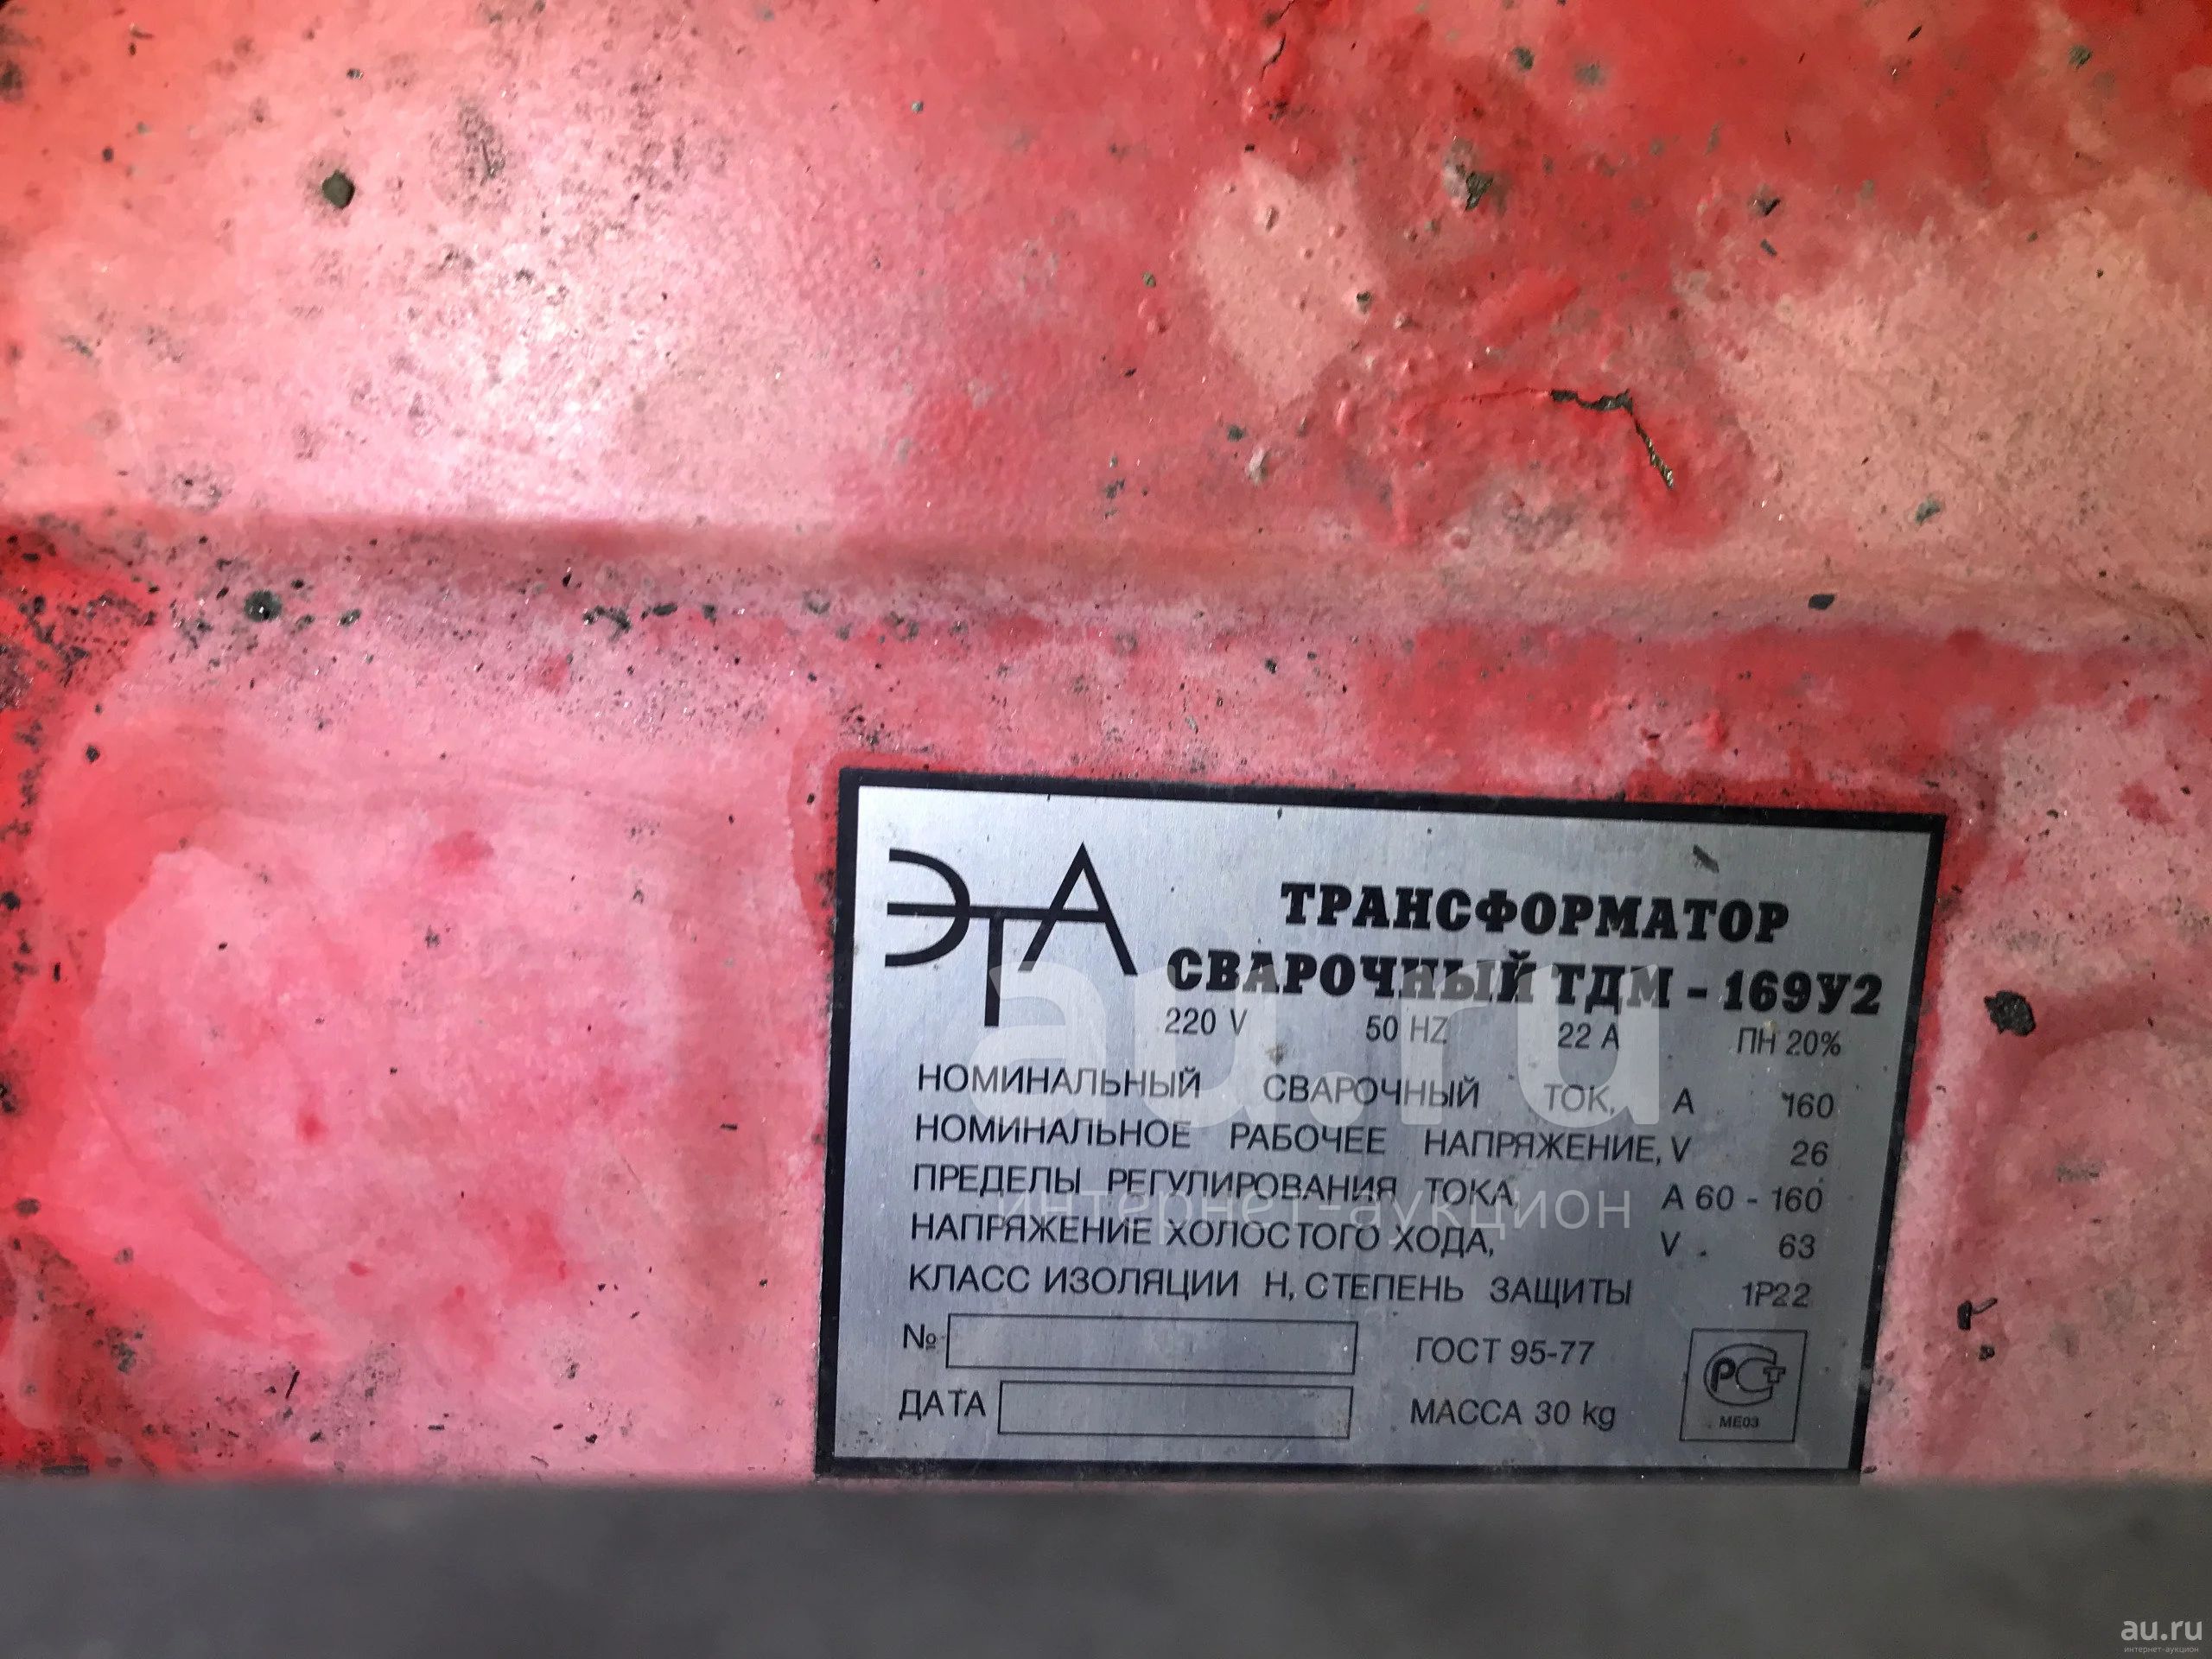 ЭТА
ТРАНСФОРМАТОР
СВАРОЧНЫЙ ТДМ - 169У2
220 V 50 HZ 22 A ПН 20%
НОМИНАЛЬНЫЙ СВАРОЧНЫЙ ТОК, А 160
НОМИНАЛЬНОЕ РАБОЧЕЕ НАПРЯЖЕНИЕ, V 26
ПРЕДЕЛЫ РЕГУЛИРОВАНИЯ ТОКА, А 60 - 160
НАПРЯЖЕНИЕ ХОЛОСТОГО ХОДА, V . 63
КЛАСС ИЗОЛЯЦИИ Н, СТЕПЕНЬ ЗАЩИТЫ 1Р22
№ ГОСТ 95-77
ДАТА МАССА 30 kg
РСТ
МЕ03
au.ru
интернет-аукцион
au.ru
интернет-аукцион